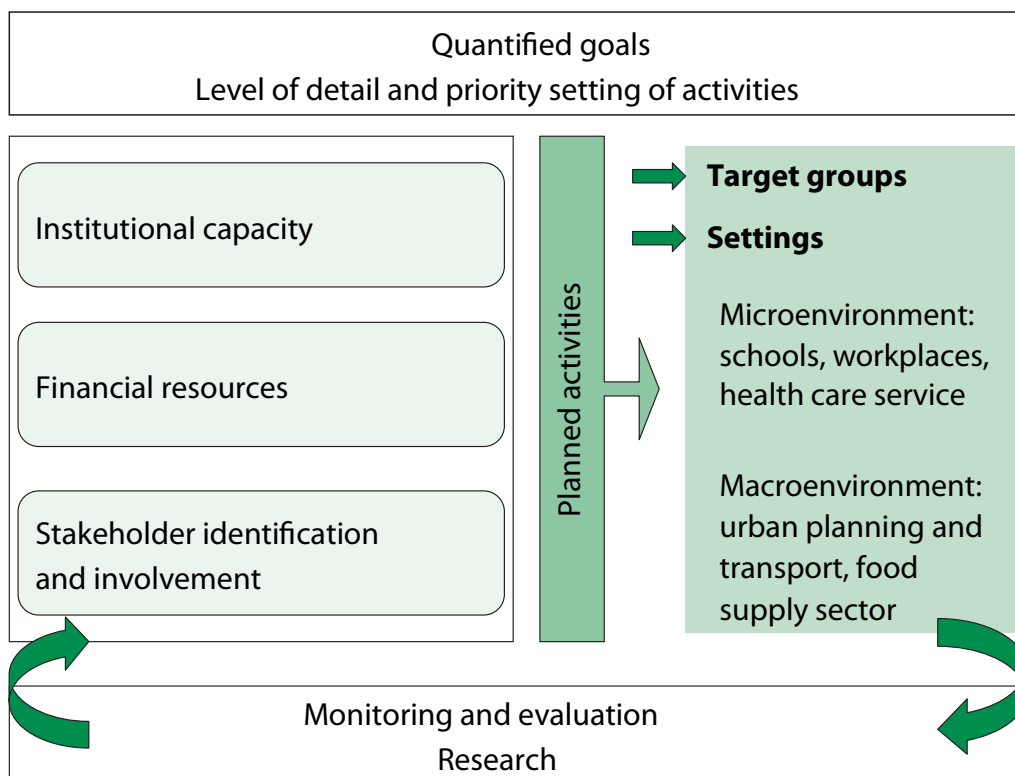 Quantified goals
Level of detail and priority setting of activities
Institutional capacity
Financial resources
Stakeholder identification
and involvement
Planned activities
Target groups
Settings
Microenvironment:
schools, workplaces,
health care service
Macroenvironment:
urban planning and
transport, food
supply sector
Monitoring and evaluation
Research